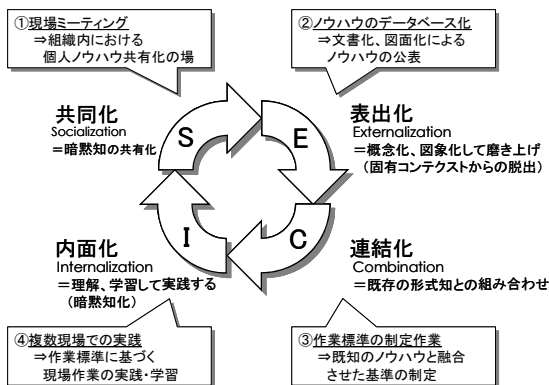 ①現場ミーティング
⇒組織内における
個人ノウハウ共有化の場
②ノウハウのデータベース化
⇒文書化、図面化による
ノウハウの公表
共同化
Socialization
=暗黙知の共有化
S
E
表出化
Externalization
=概念化、図象化して磨き上げ
(固有コンテクストからの脱出)
内面化
Internalization
=理解、学習して実践する
(暗黙知化)
I
C
連結化
Combination
=既存の形式知との組み合わせ
④複数現場での実践
⇒作業標準に基づく
現場作業の実践・学習
③作業標準の制定作業
⇒既知のノウハウと融合
させた基準の制定